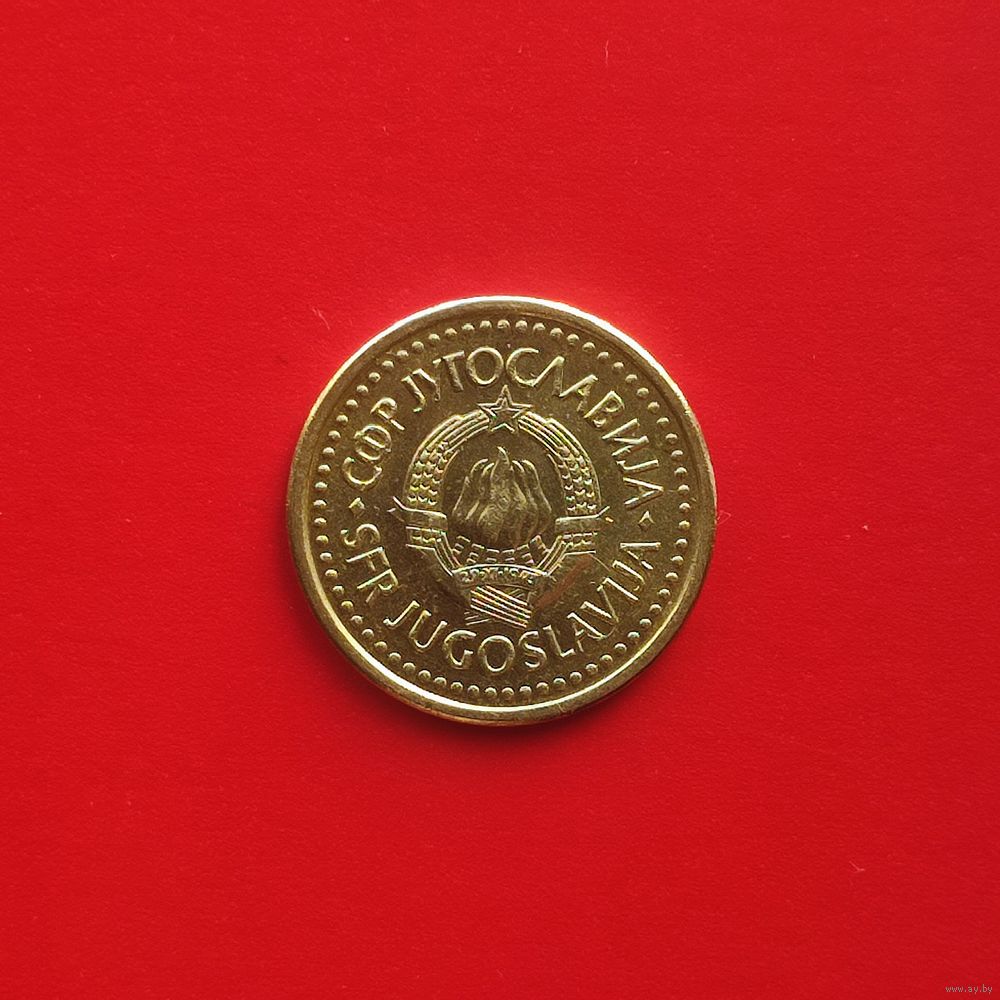 СФР ЈУГОСЛАВИЈА
SFR JUGOSLAVIJA
29·XI·1943
www.ay.by